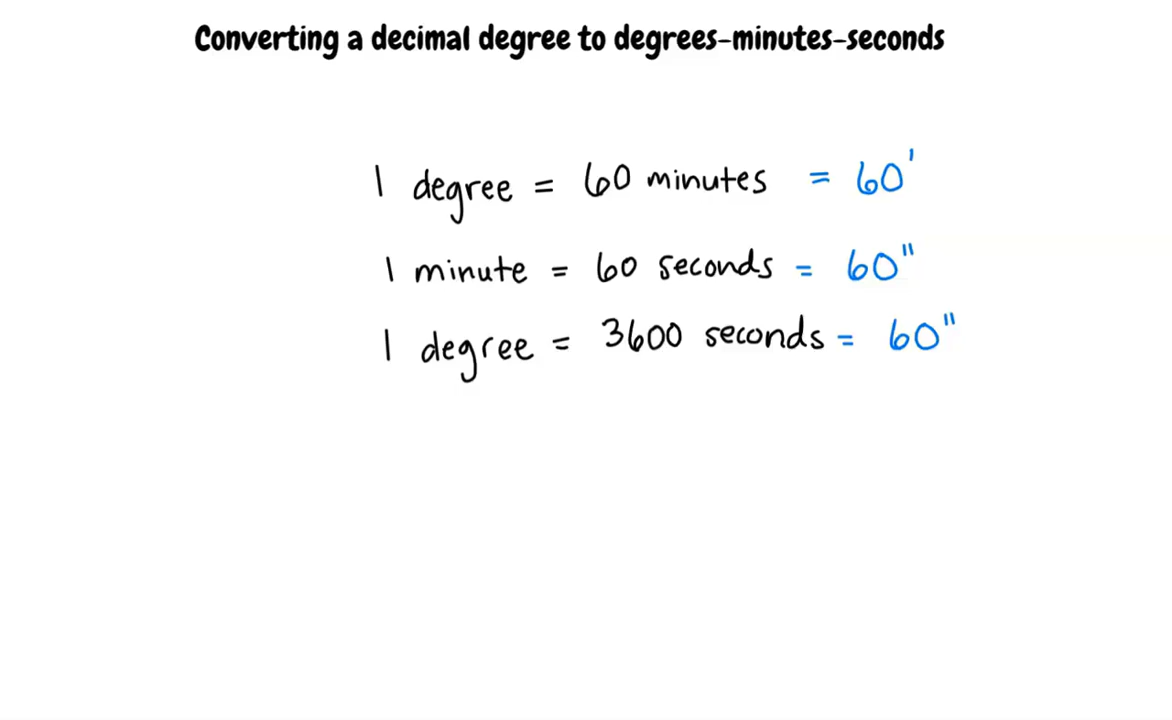 Converting a decimal degree to degrees-minutes-seconds
1 degree = 60 minutes = 60'
1 minute = 60 seconds = 60"
1 degree = 3600 seconds = 60"